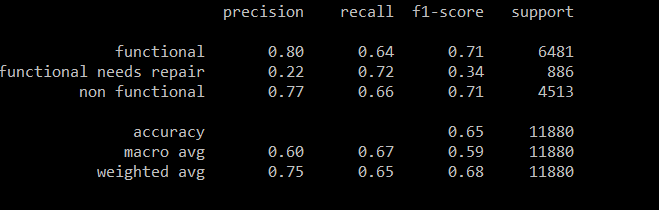 precision recall f1-score support
functional 0.80 0.64 0.71 6481
functional needs repair 0.22 0.72 0.34 886
non functional 0.77 0.66 0.71 4513
accuracy 0.65 11880
macro avg 0.60 0.67 0.59 11880
weighted avg 0.75 0.65 0.68 11880